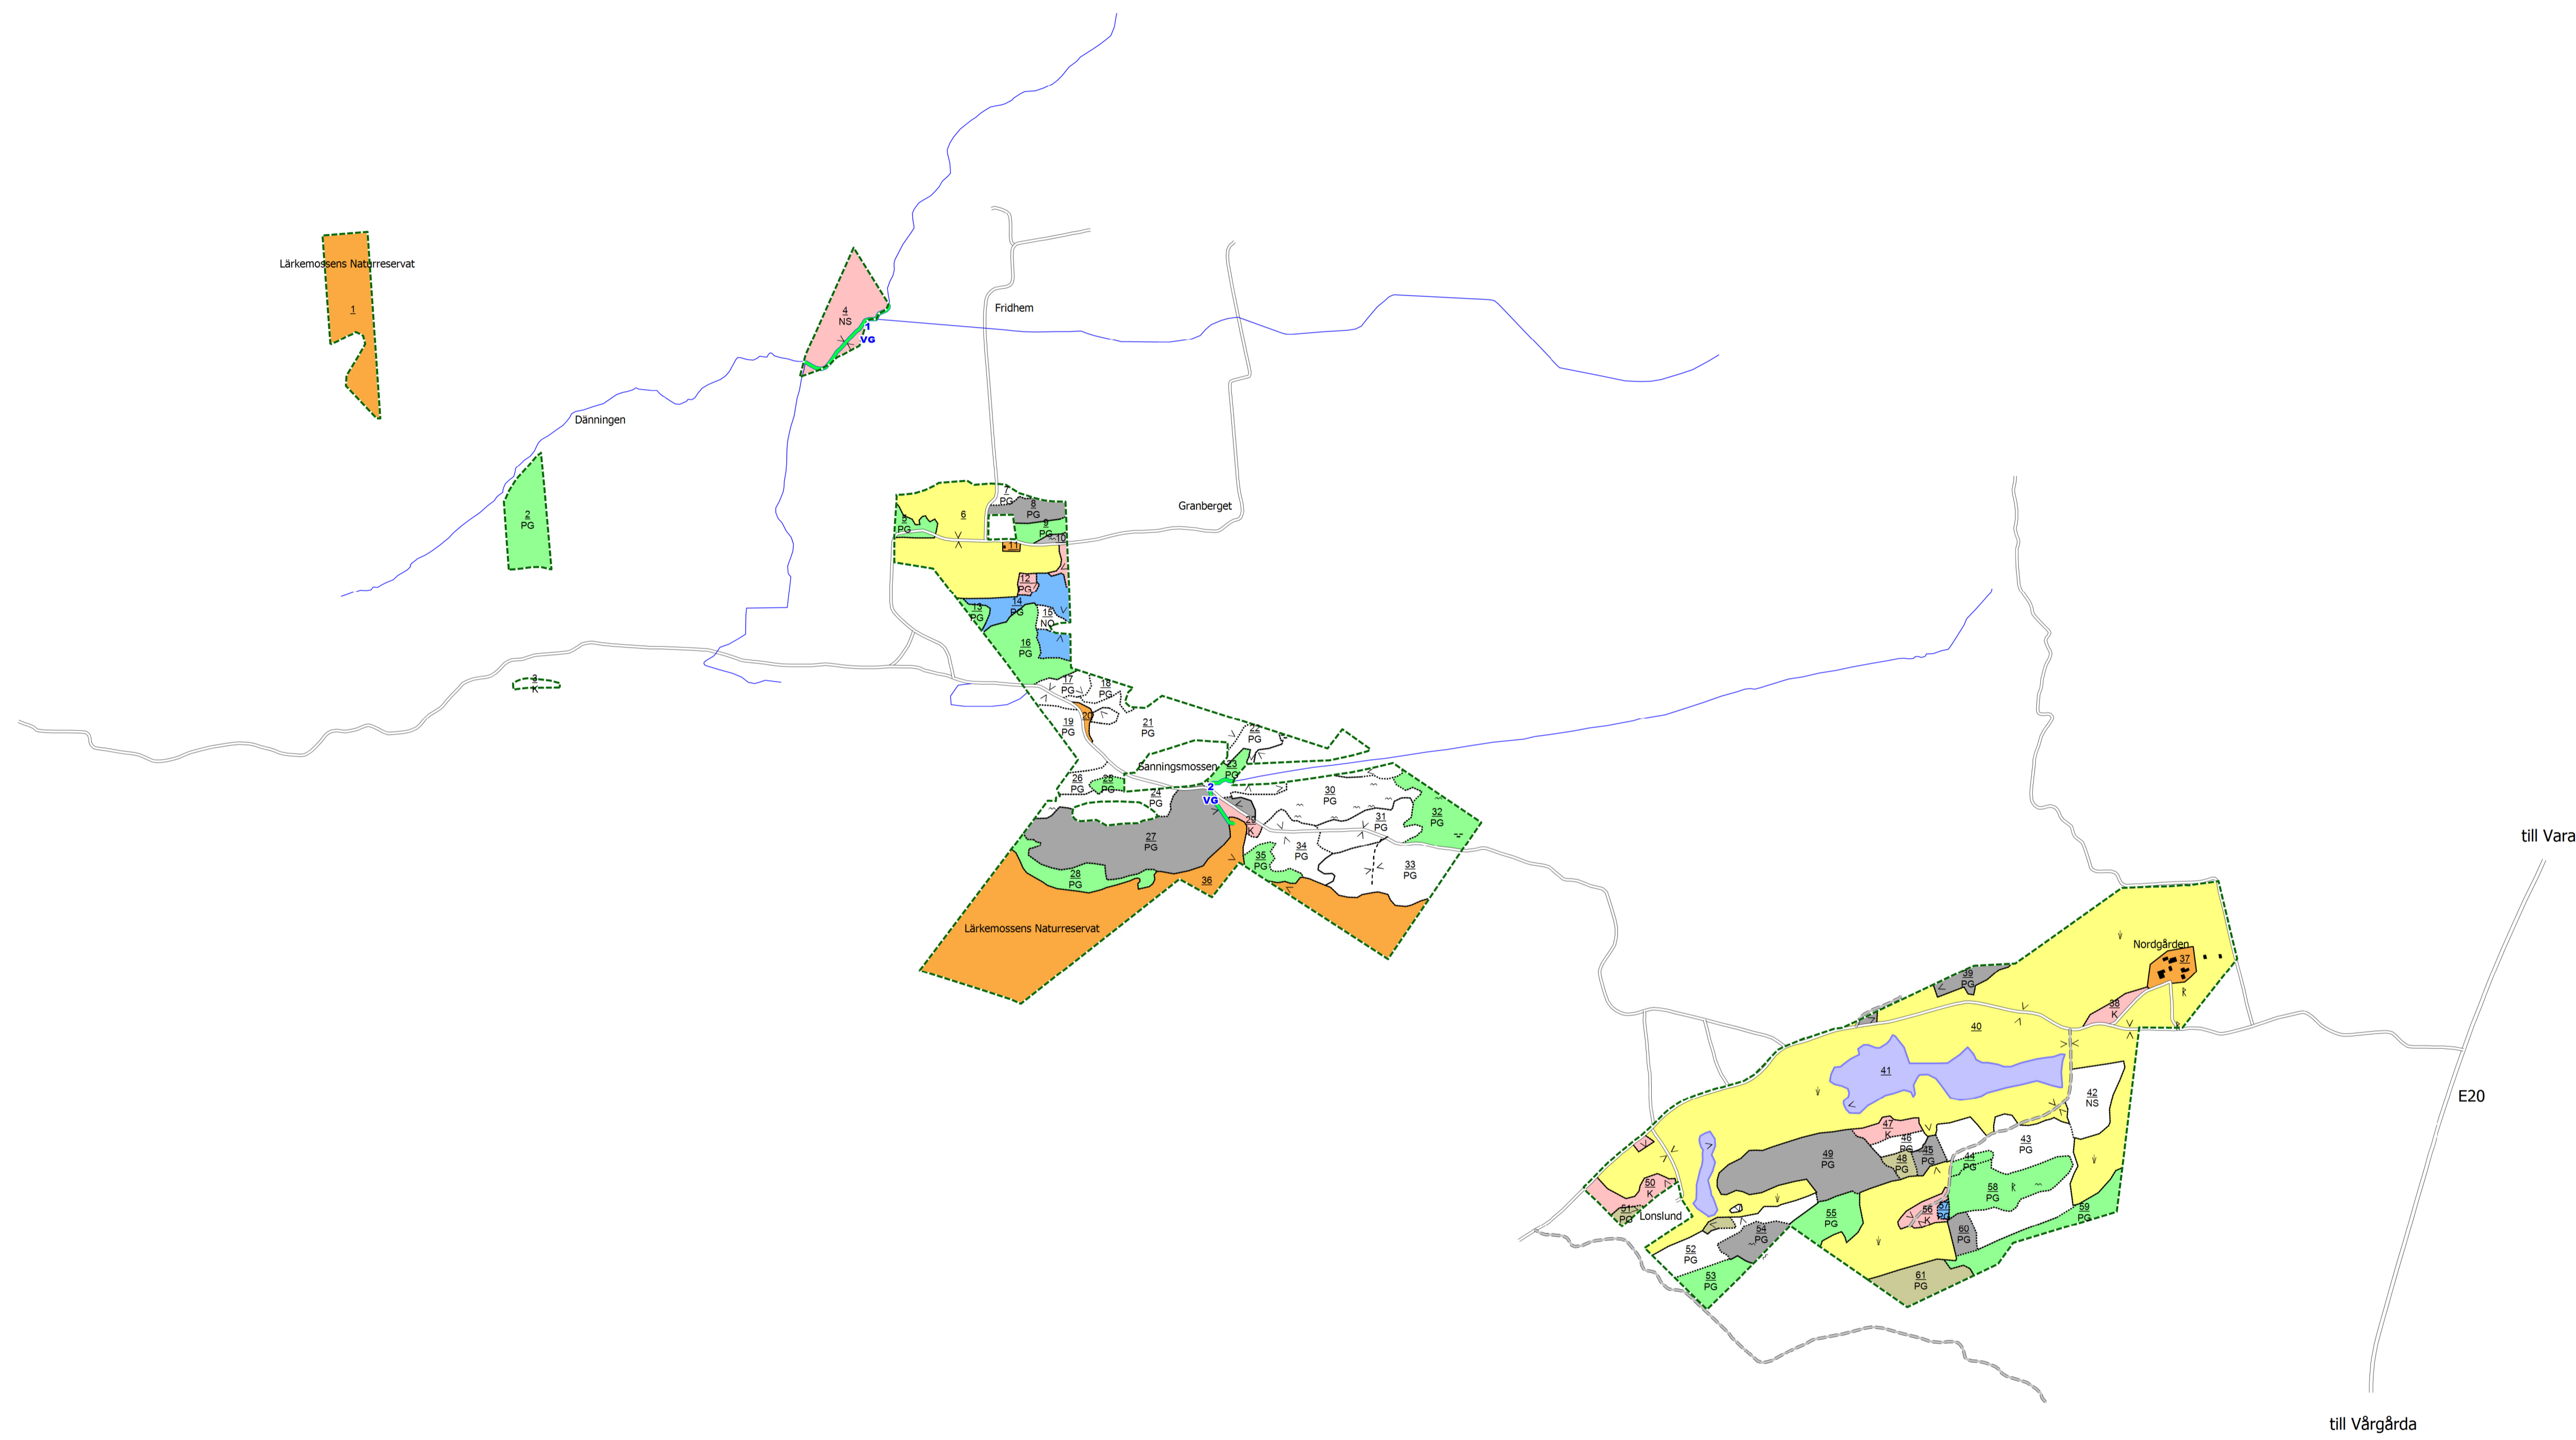 Lärkemossens Naturreservat
1
4
NS
1
VG
Fridhem
Dänningen
2
PG
Granberget
7
PG
8
PG
5
PG
6
9
PG
10
11
12
PG
13
PG
14
PG
15
NO
16
PG
3
K
17
PG
18
PG
19
PG
20
21
PG
22
PG
23
PG
Sanningsmossen
26
PG
25
PG
24
PG
2
VG
30
PG
31
PG
32
PG
29
K
27
PG
28
PG
34
PG
35
PG
33
PG
36
Lärkemossens Naturreservat
till Vara
Nordgården
37
38
K
39
PG
40
41
42
NS
E20
43
PG
44
PG
45
PG
46
PG
47
K
48
PG
49
PG
50
K
51
PG
Lonslund
52
PG
53
PG
54
PG
55
PG
56
K
57
PG
58
PG
59
PG
60
PG
61
PG
till Vårgårda